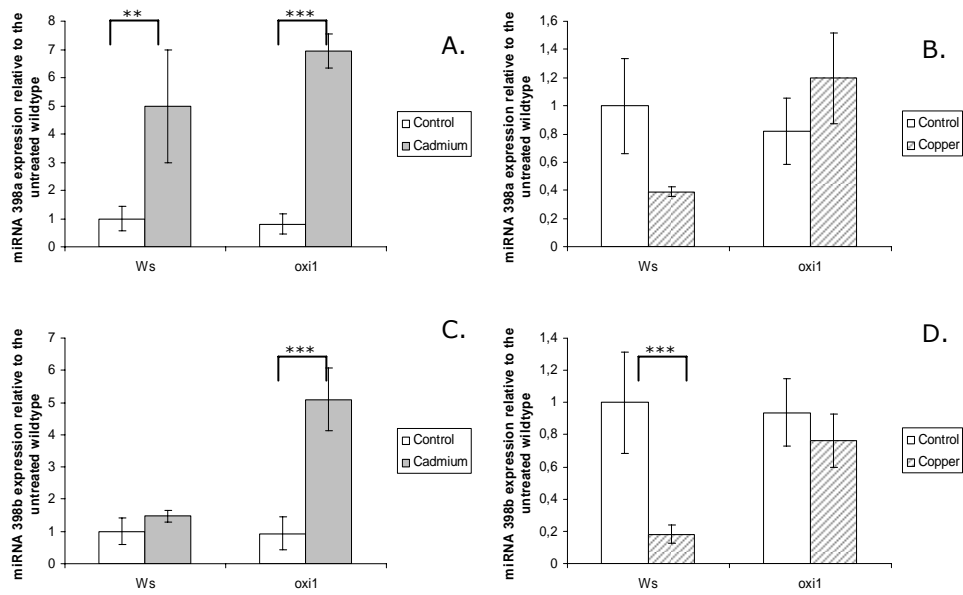 A.
miRNA 398a expression relative to the
untreated wildtype
8
7
6
5
4
3
2
1
0
**
***
Ws
oxi1
Control
Cadmium
B.
miRNA 398a expression relative to the
untreated wildtype
1,6
1,4
1,2
1
0,8
0,6
0,4
0,2
0
Ws
oxi1
Control
Copper
C.
miRNA 398b expression relative to the
untreated wildtype
7
6
5
4
3
2
1
0
***
Ws
oxi1
Control
Cadmium
D.
miRNA 398b expression relative to the
untreated wildtype
1,4
1,2
1
0,8
0,6
0,4
0,2
0
***
Ws
oxi1
Control
Copper